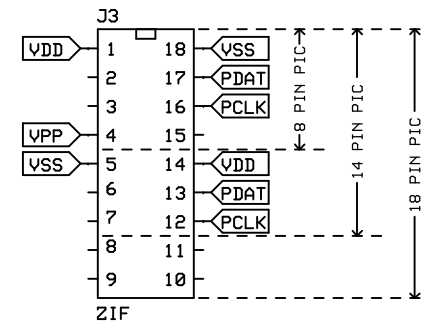 J3
VDD 1 18 VSS
2 17 PDAT
3 16 PCLK
VPP 4 15
VSS 5 14 VDD
6 13 PDAT
7 12 PCLK
8 11
9 10
ZIF
8 PIN PIC
14 PIN PIC
18 PIN PIC